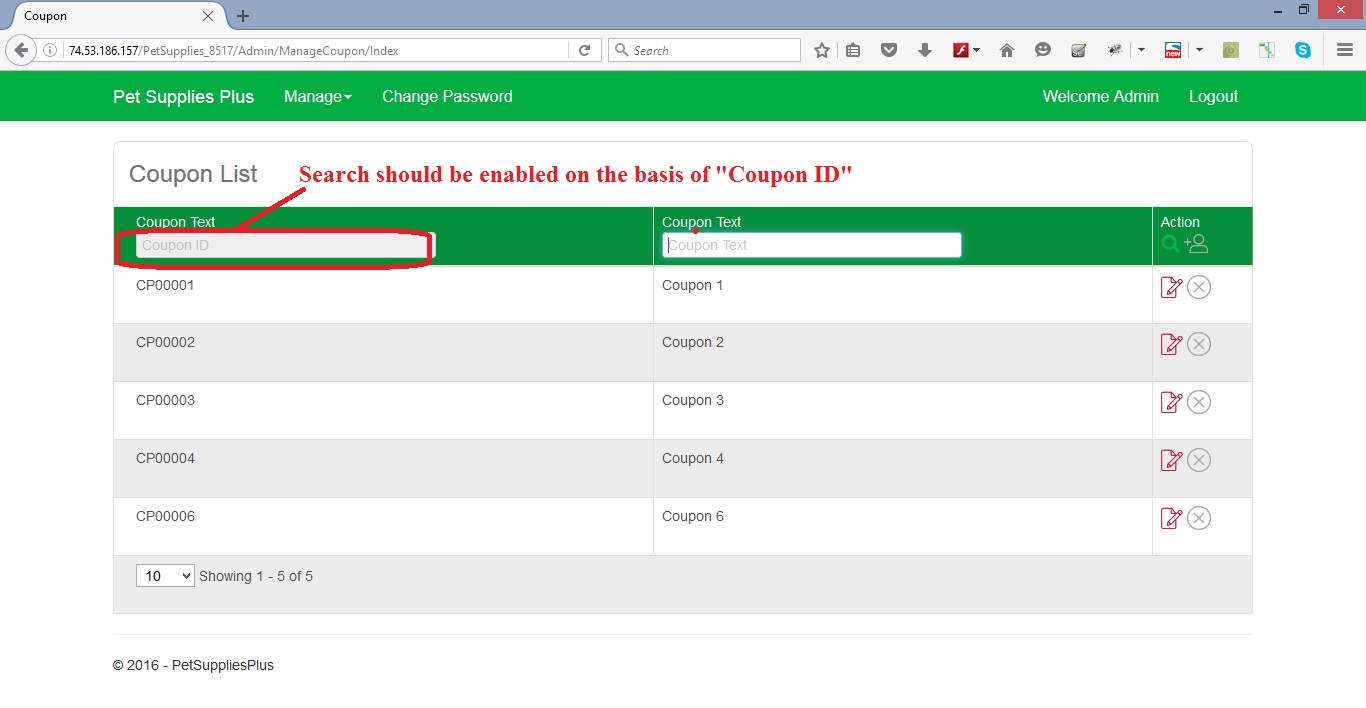 Coupon
74.53.186.157/PetSupplies_8517/Admin/ManageCoupon/Index
Search
new
Pet Supplies Plus Manage Change Password Welcome Admin Logout
Coupon List
Search should be enabled on the basis of "Coupon ID"
Coupon Text Coupon Text Action
Coupon ID Coupon Text
CP00001 Coupon 1
CP00002 Coupon 2
CP00003 Coupon 3
CP00004 Coupon 4
CP00006 Coupon 6
10 Showing 1 - 5 of 5
© 2016 - PetSuppliesPlus